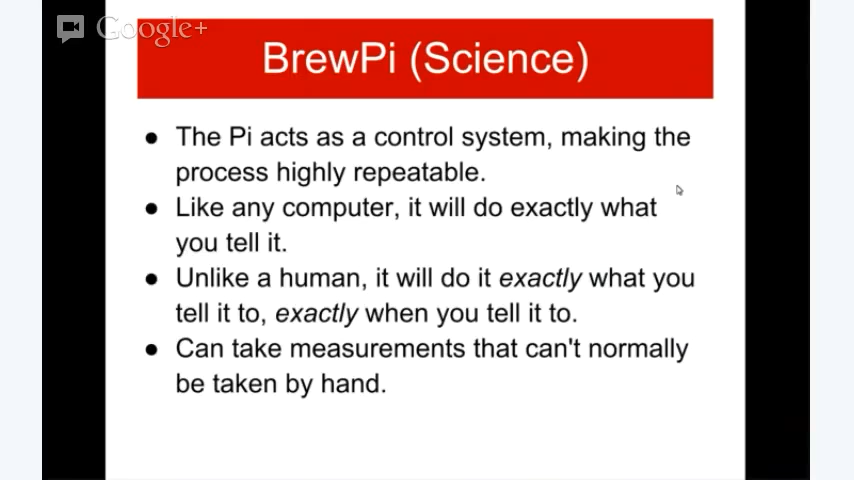 Google+
BrewPi (Science)
● The Pi acts as a control system, making the
process highly repeatable.
● Like any computer, it will do exactly what
you tell it.
● Unlike a human, it will do it exactly what you
tell it to, exactly when you tell it to.
● Can take measurements that can't normally
be taken by hand.